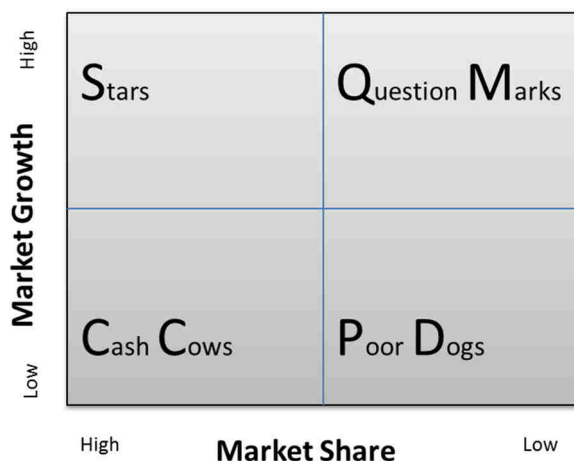 High
Stars
Question Marks
Market Growth
Cash Cows
Poor Dogs
Low
High
Market Share
Low